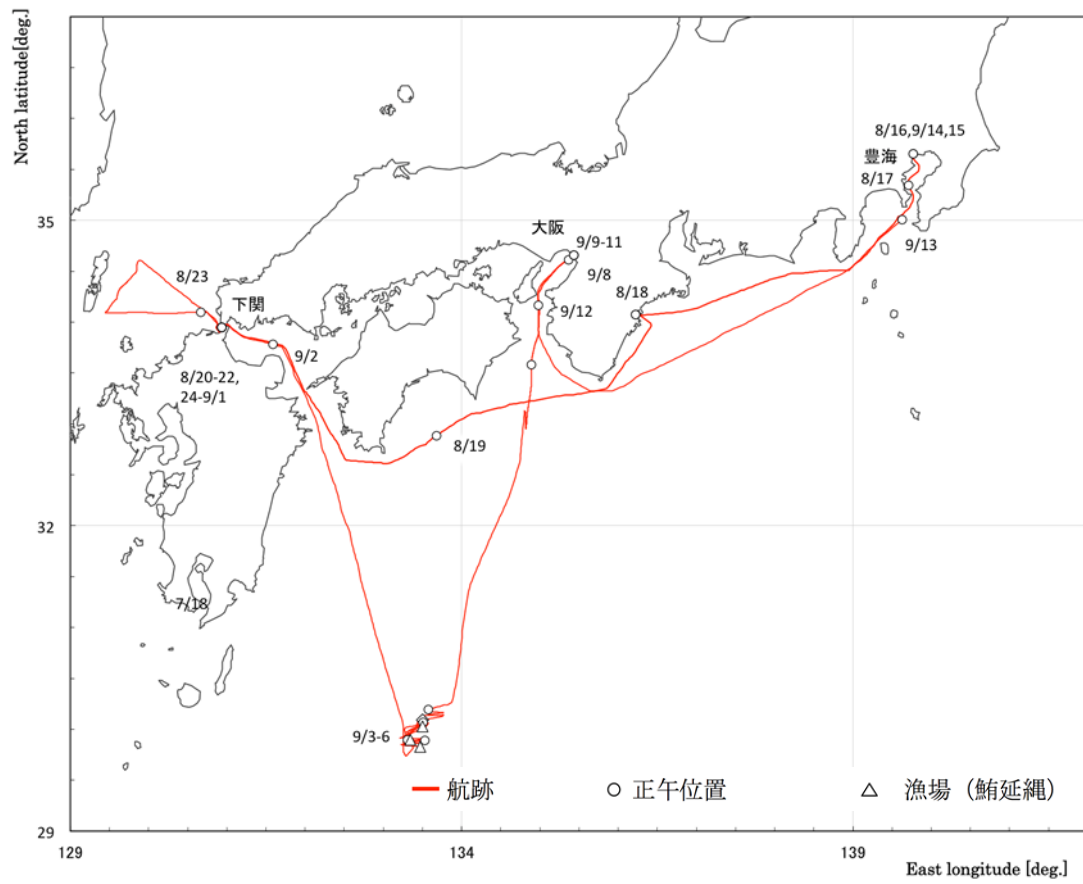 North latitude[deg.]
8/16,9/14,15
豊海
8/17
35
9/13
大阪
9/9-11
9/8
8/23
8/18
9/12
下関
9/2
8/20-22,
24-9/1
8/19
32
7/18
9/3-6
航跡
正午位置
漁場（鮪延縄）
29
129
134
139
East longitude [deg.]